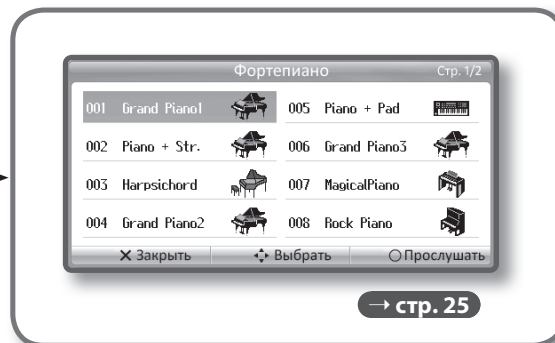 Фортепиано Стр. 1/2
001 Grand Piano1 005 Piano + Pad
002 Piano + Str. 006 Grand Piano3
003 Harpsichord 007 MagicalPiano
004 Grand Piano2 008 Rock Piano
Закрыть Выбрать Прослушать
→ стр. 25